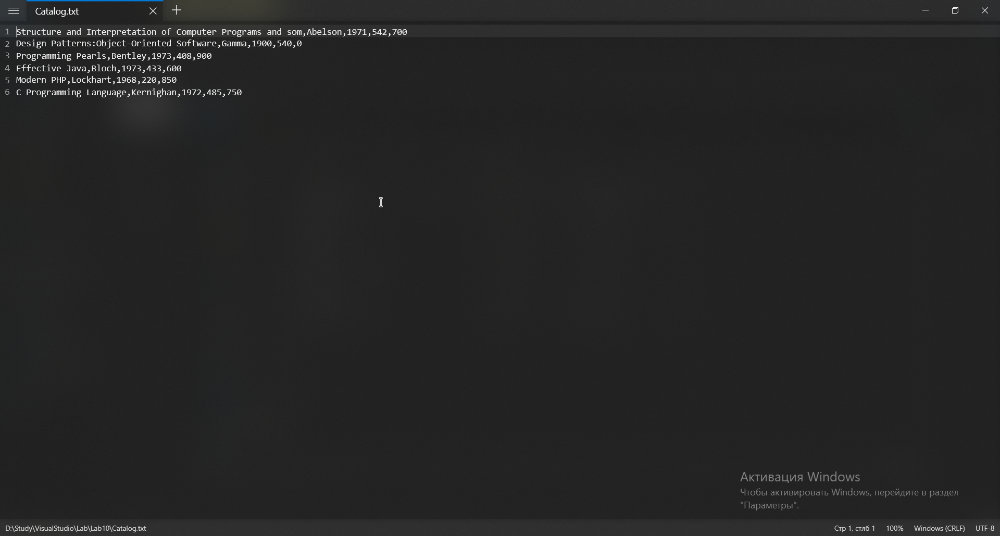 Catalog.txt
1 Structure and Interpretation of Computer Programs and som,Abelson,1971,542,700
2 Design Patterns:Object-Oriented Software,Gamma,1900,540,0
3 Programming Pearls,Bentley,1973,408,900
4 Effective Java,Bloch,1973,433,600
5 Modern PHP,Lockhart,1968,220,850
6 C Programming Language,Kernighan,1972,485,750
Активация Windows
Чтобы активировать Windows, перейдите в раздел
"Параметры".
D:\Study\VisualStudio\Lab\Lab10\Catalog.txt Стр 1, стлб 1 100% Windows (CRLF) UTF-8